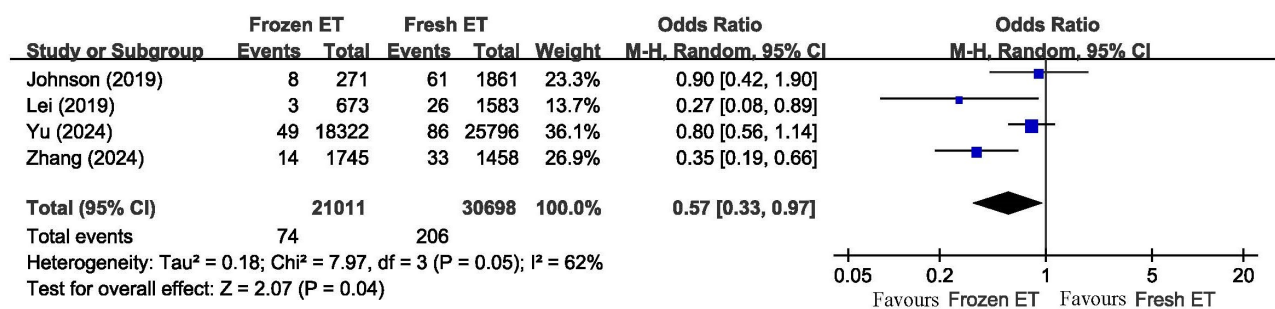 Frozen ET Fresh ET Odds Ratio Odds Ratio
Study or Subgroup Events Total Events Total Weight M-H, Random, 95% CI M-H, Random, 95% CI
Johnson (2019) 8 271 61 1861 23.3% 0.90 [0.42, 1.90]
Lei (2019) 3 673 26 1583 13.7% 0.27 [0.08, 0.89]
Yu (2024) 49 18322 86 25796 36.1% 0.80 [0.56, 1.14]
Zhang (2024) 14 1745 33 1458 26.9% 0.35 [0.19, 0.66]
Total (95% CI) 21011 30698 100.0% 0.57 [0.33, 0.97]
Total events 74 206
Heterogeneity: Tau² = 0.18; Chi² = 7.97, df = 3 (P = 0.05); I² = 62%
Test for overall effect: Z = 2.07 (P = 0.04)
0.05 0.2 1 5 20
Favours Frozen ET Favours Fresh ET